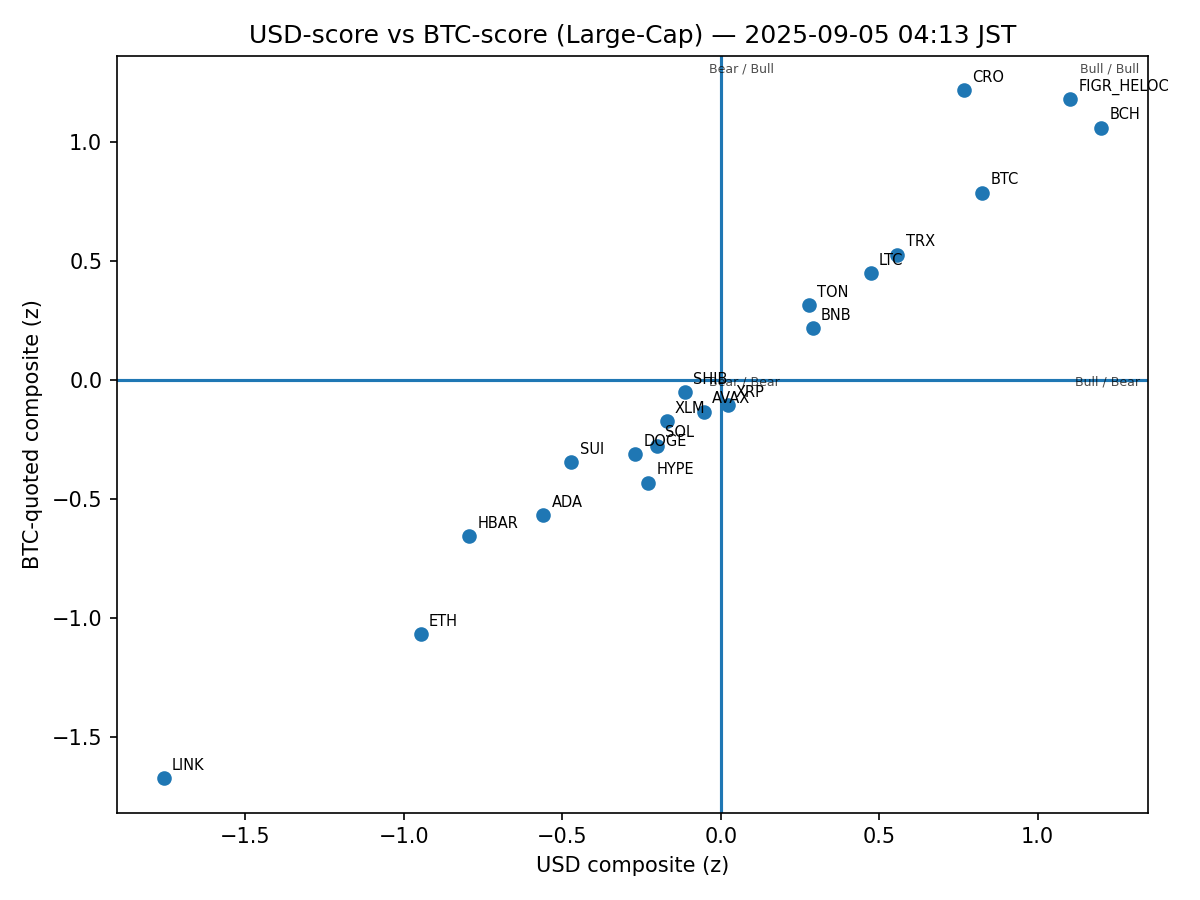 USD-score vs BTC-score (Large-Cap) — 2025-09-05 04:13 JST
Bear / Bull
Bull / Bull
CRO
FIGR_HELOC
BCH
BTC
TRX
LTC
TON
BNB
SHIB
Bear / Bear
Bull / Bear
XRP
AVAX
XLM
SOL
DOGE
SUI
HYPE
ADA
HBAR
ETH
LINK
1.0
0.5
0.0
−0.5
−1.0
−1.5
BTC-quoted composite (z)
−1.5
−1.0
−0.5
0.0
0.5
1.0
USD composite (z)